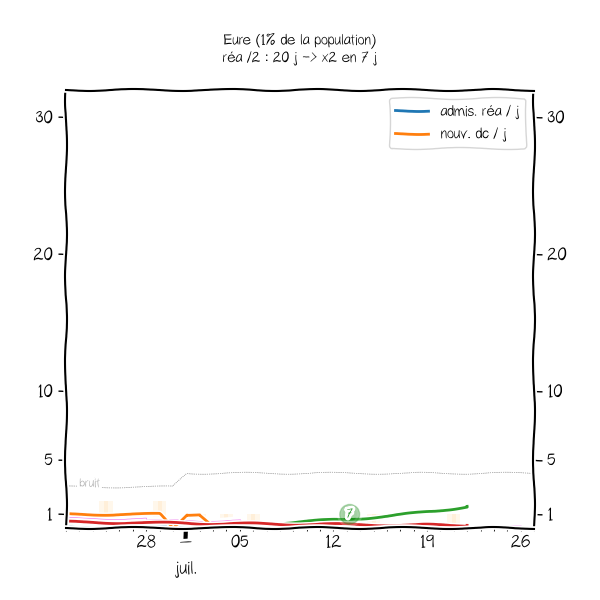 Eure (1% de la population)
réa /2 : 20 j -> x2 en 7 j
admis. réa / j
nouv. dc / j
30
30
20
20
10
10
5
5
bruit
1
1
7
28
1
05
12
19
26
juil.